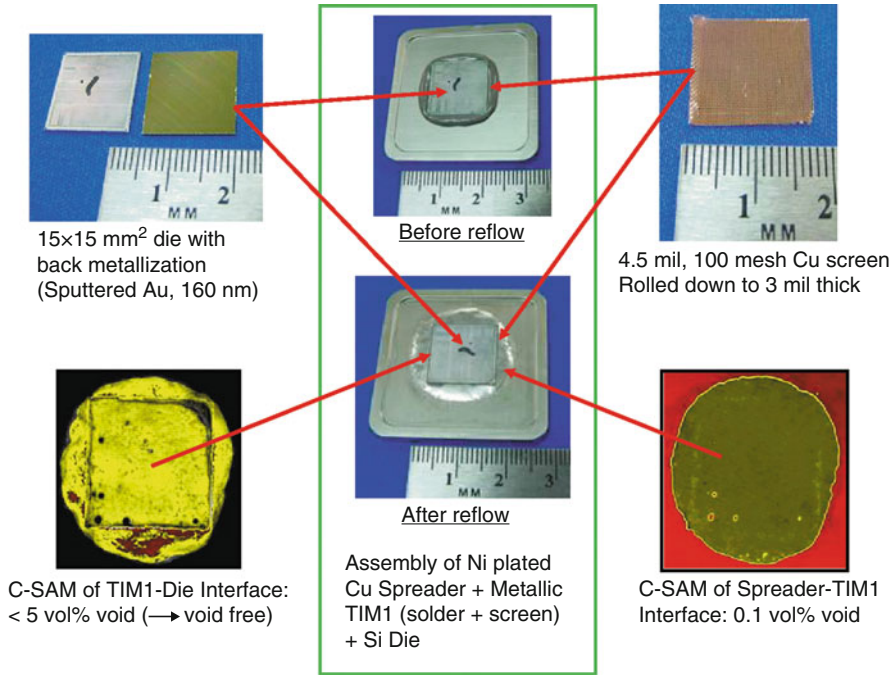 1 2
MM
15×15 mm² die with
back metallization
(Sputtered Au, 160 nm)
1 2 3
MM
Before reflow
1 2
MM
4.5 mil, 100 mesh Cu screen
Rolled down to 3 mil thick
1 2 3
MM
After reflow
C-SAM of TIM1-Die Interface:
< 5 vol% void (→ void free)
Assembly of Ni plated
Cu Spreader + Metallic
TIM1 (solder + screen)
+ Si Die
C-SAM of Spreader-TIM1
Interface: 0.1 vol% void